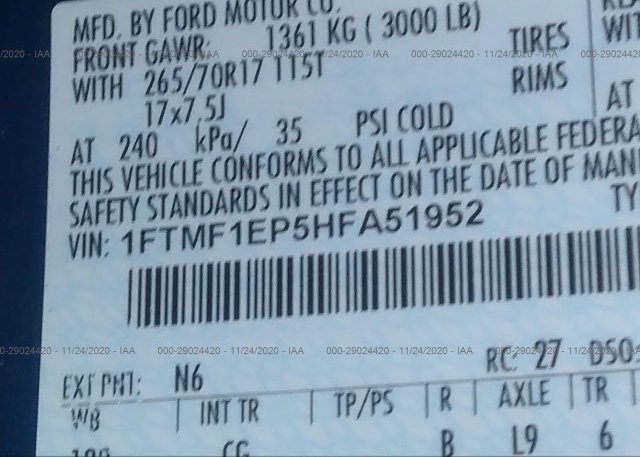 MFD. BY FORD MOTOR CO.
FRONT GAWR: 1361 KG ( 3000 LB)
WITH 265/70R17 115T TIRES WIT
17x7.5J RIMS
AT 240 kPa/ 35 PSI COLD AT
THIS VEHICLE CONFORMS TO ALL APPLICABLE FEDERA
SAFETY STANDARDS IN EFFECT ON THE DATE OF MAN
VIN: 1FTMF1EP5HFA51952 TY
000-29024420 - 11/24/2020 - IAA
EXT PNT: N6 RC: 27 DSO
WB INT TR TP/PS R AXLE TR
CG B L9 6